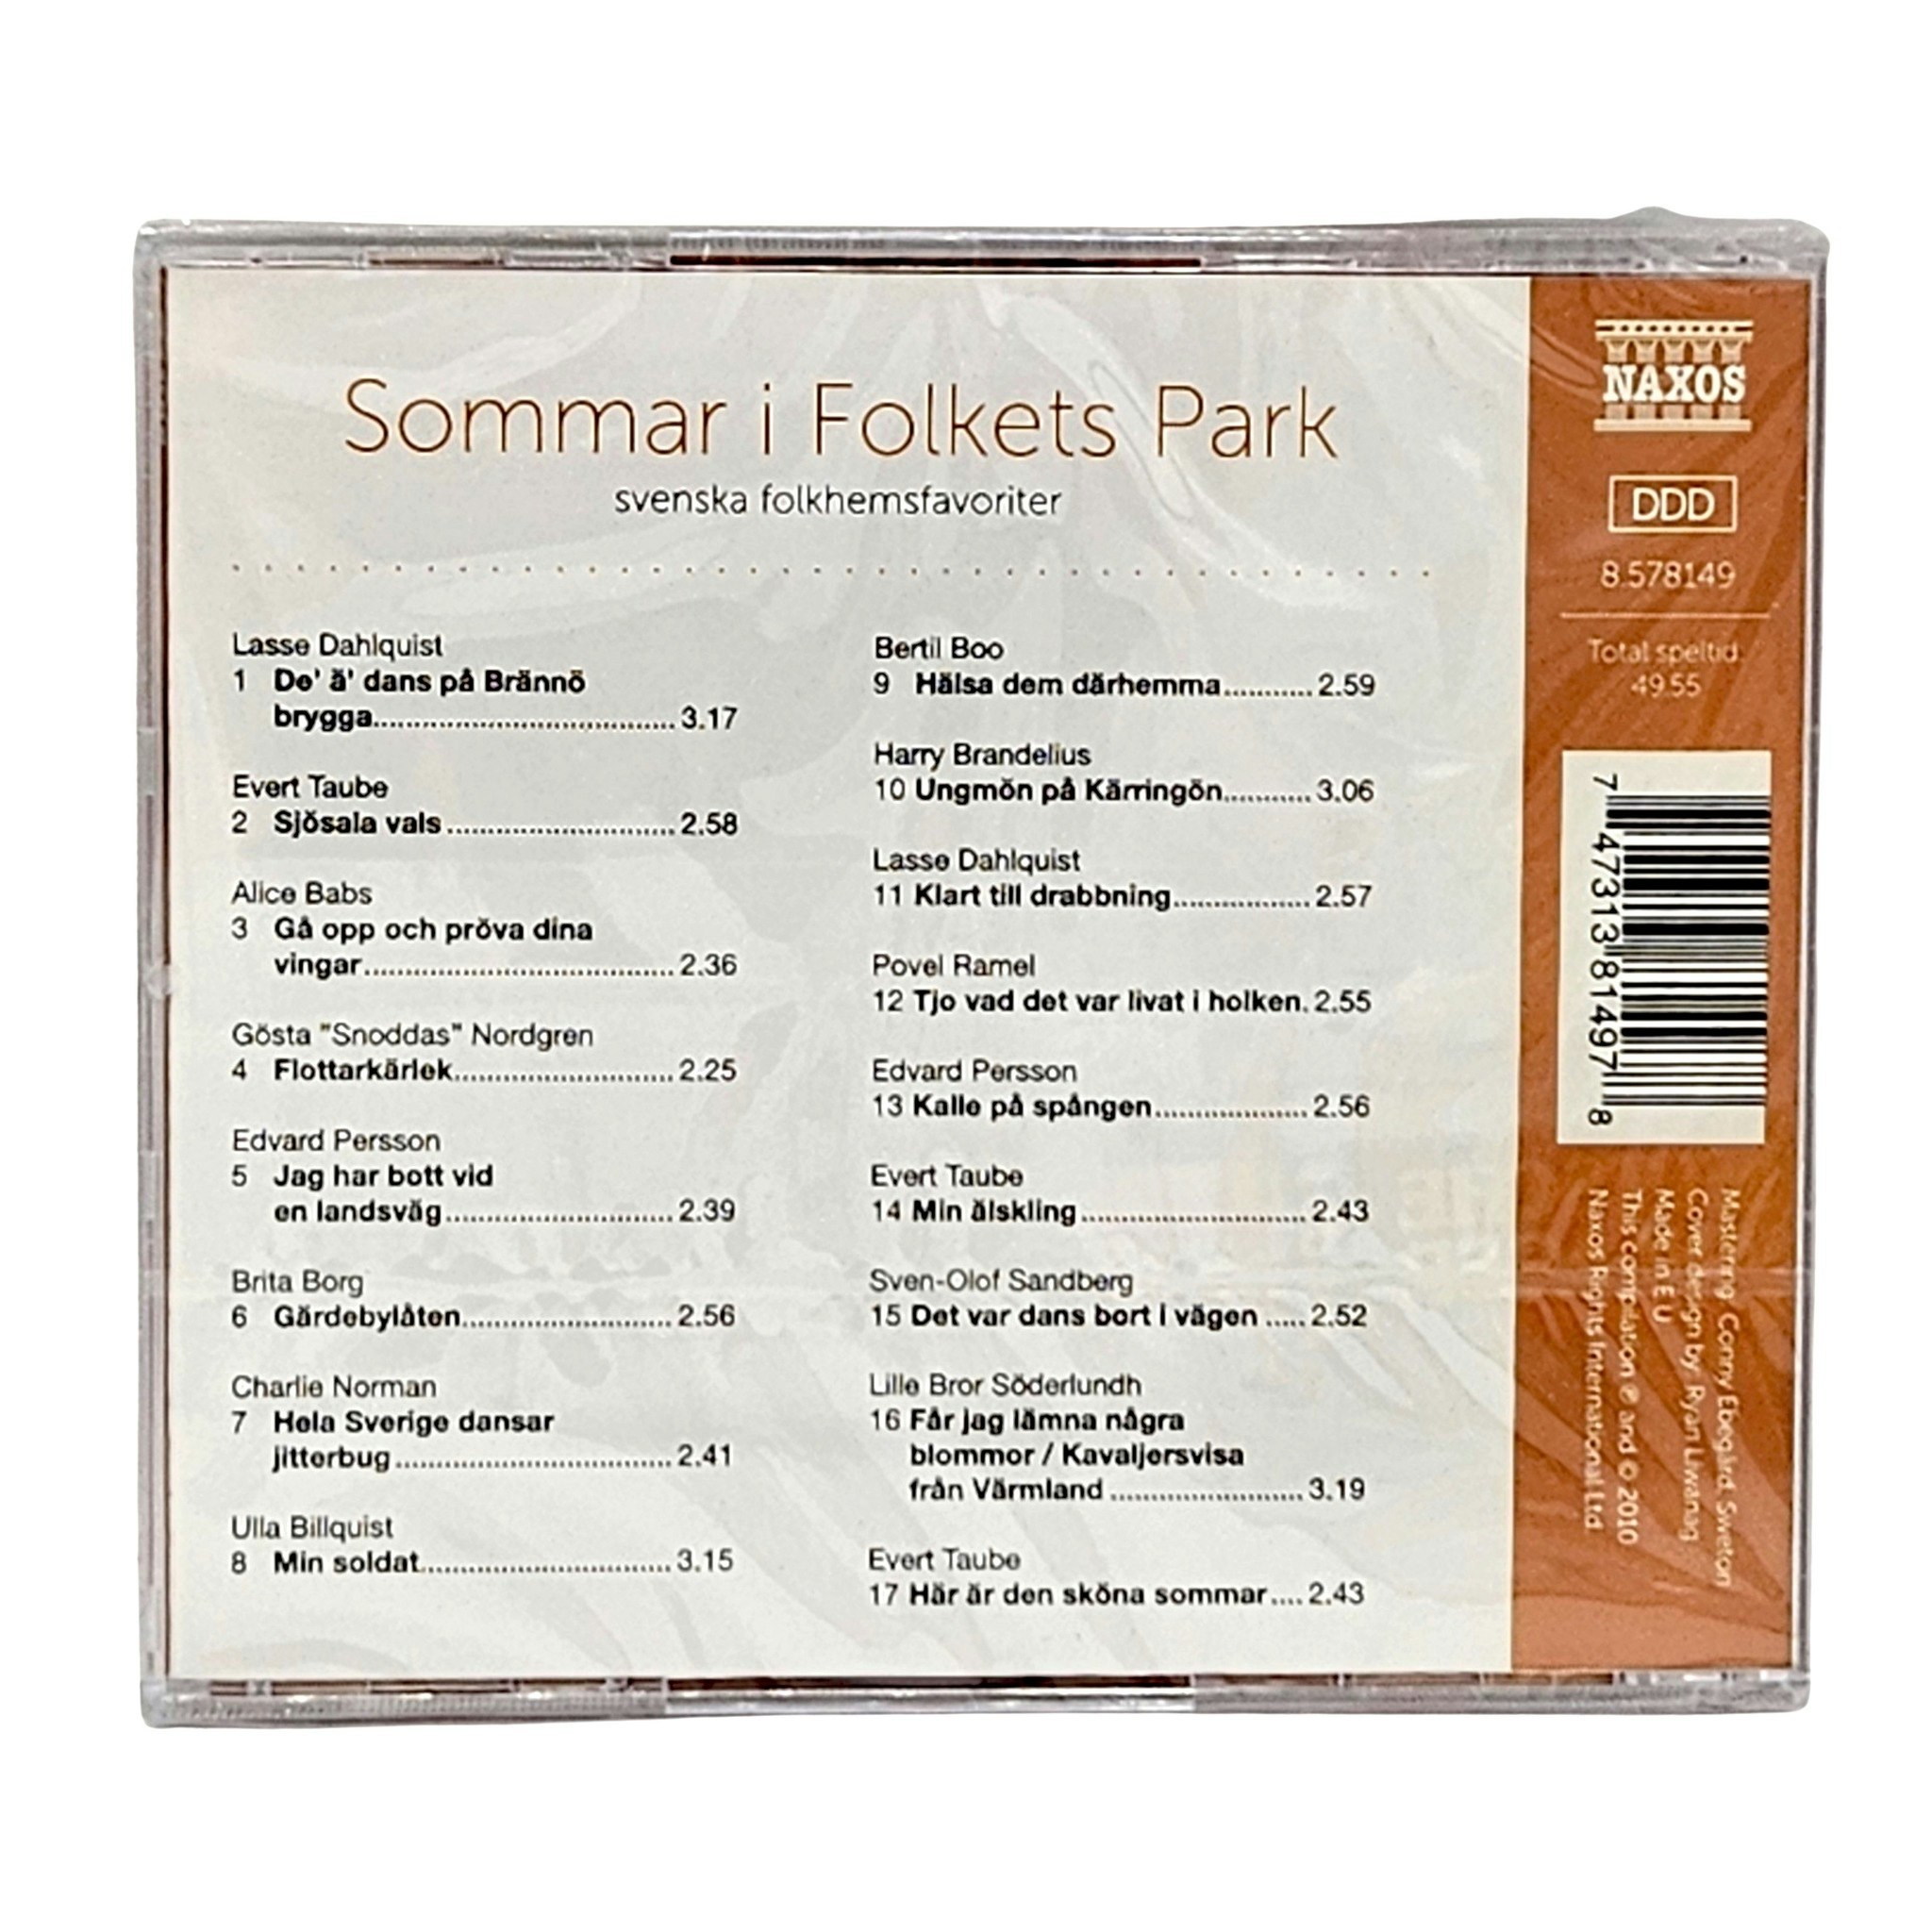 Sommar i Folkets Park
svenska folkhemsfavoriter
Lasse Dahlquist
1 De' ä' dans på Brännö
brygga.................................... 3.17
Evert Taube
2 Sjösala vals ........................... 2.58
Alice Babs
3 Gå opp och pröva dina
vingar..................................... 2.36
Gösta "Snoddas" Nordgren
4 Flottarkärlek.......................... 2.25
Edvard Persson
5 Jag har bott vid
en landsväg ........................... 2.39
Brita Borg
6 Gärdebylåten......................... 2.56
Charlie Norman
7 Hela Sverige dansar
jitterbug ................................. 2.41
Ulla Billquist
8 Min soldat.............................. 3.15
Bertil Boo
9 Hälsa dem därhemma........... 2.59
Harry Brandelius
10 Ungmön på Kärringön........... 3.06
Lasse Dahlquist
11 Klart till drabbning................ 2.57
Povel Ramel
12 Tjo vad det var livat i holken. 2.55
Edvard Persson
13 Kalle på spången.................. 2.56
Evert Taube
14 Min älskling ........................... 2.43
Sven-Olof Sandberg
15 Det var dans bort i vägen ..... 2.52
Lille Bror Söderlundh
16 Får jag lämna några
blommor / Kavaljersvisa
från Värmland ....................... 3.19
Evert Taube
17 Här är den sköna sommar.... 2.43
NAXOS
DDD
8.578149
Total speltid:
49.55
7 47313 81497 8
Mastering: Conny Ebegård, Sweton
Cover design by: Ryan Liwanag
Made in E U
This compilation ℗ and © 2010
Naxos Rights International Ltd